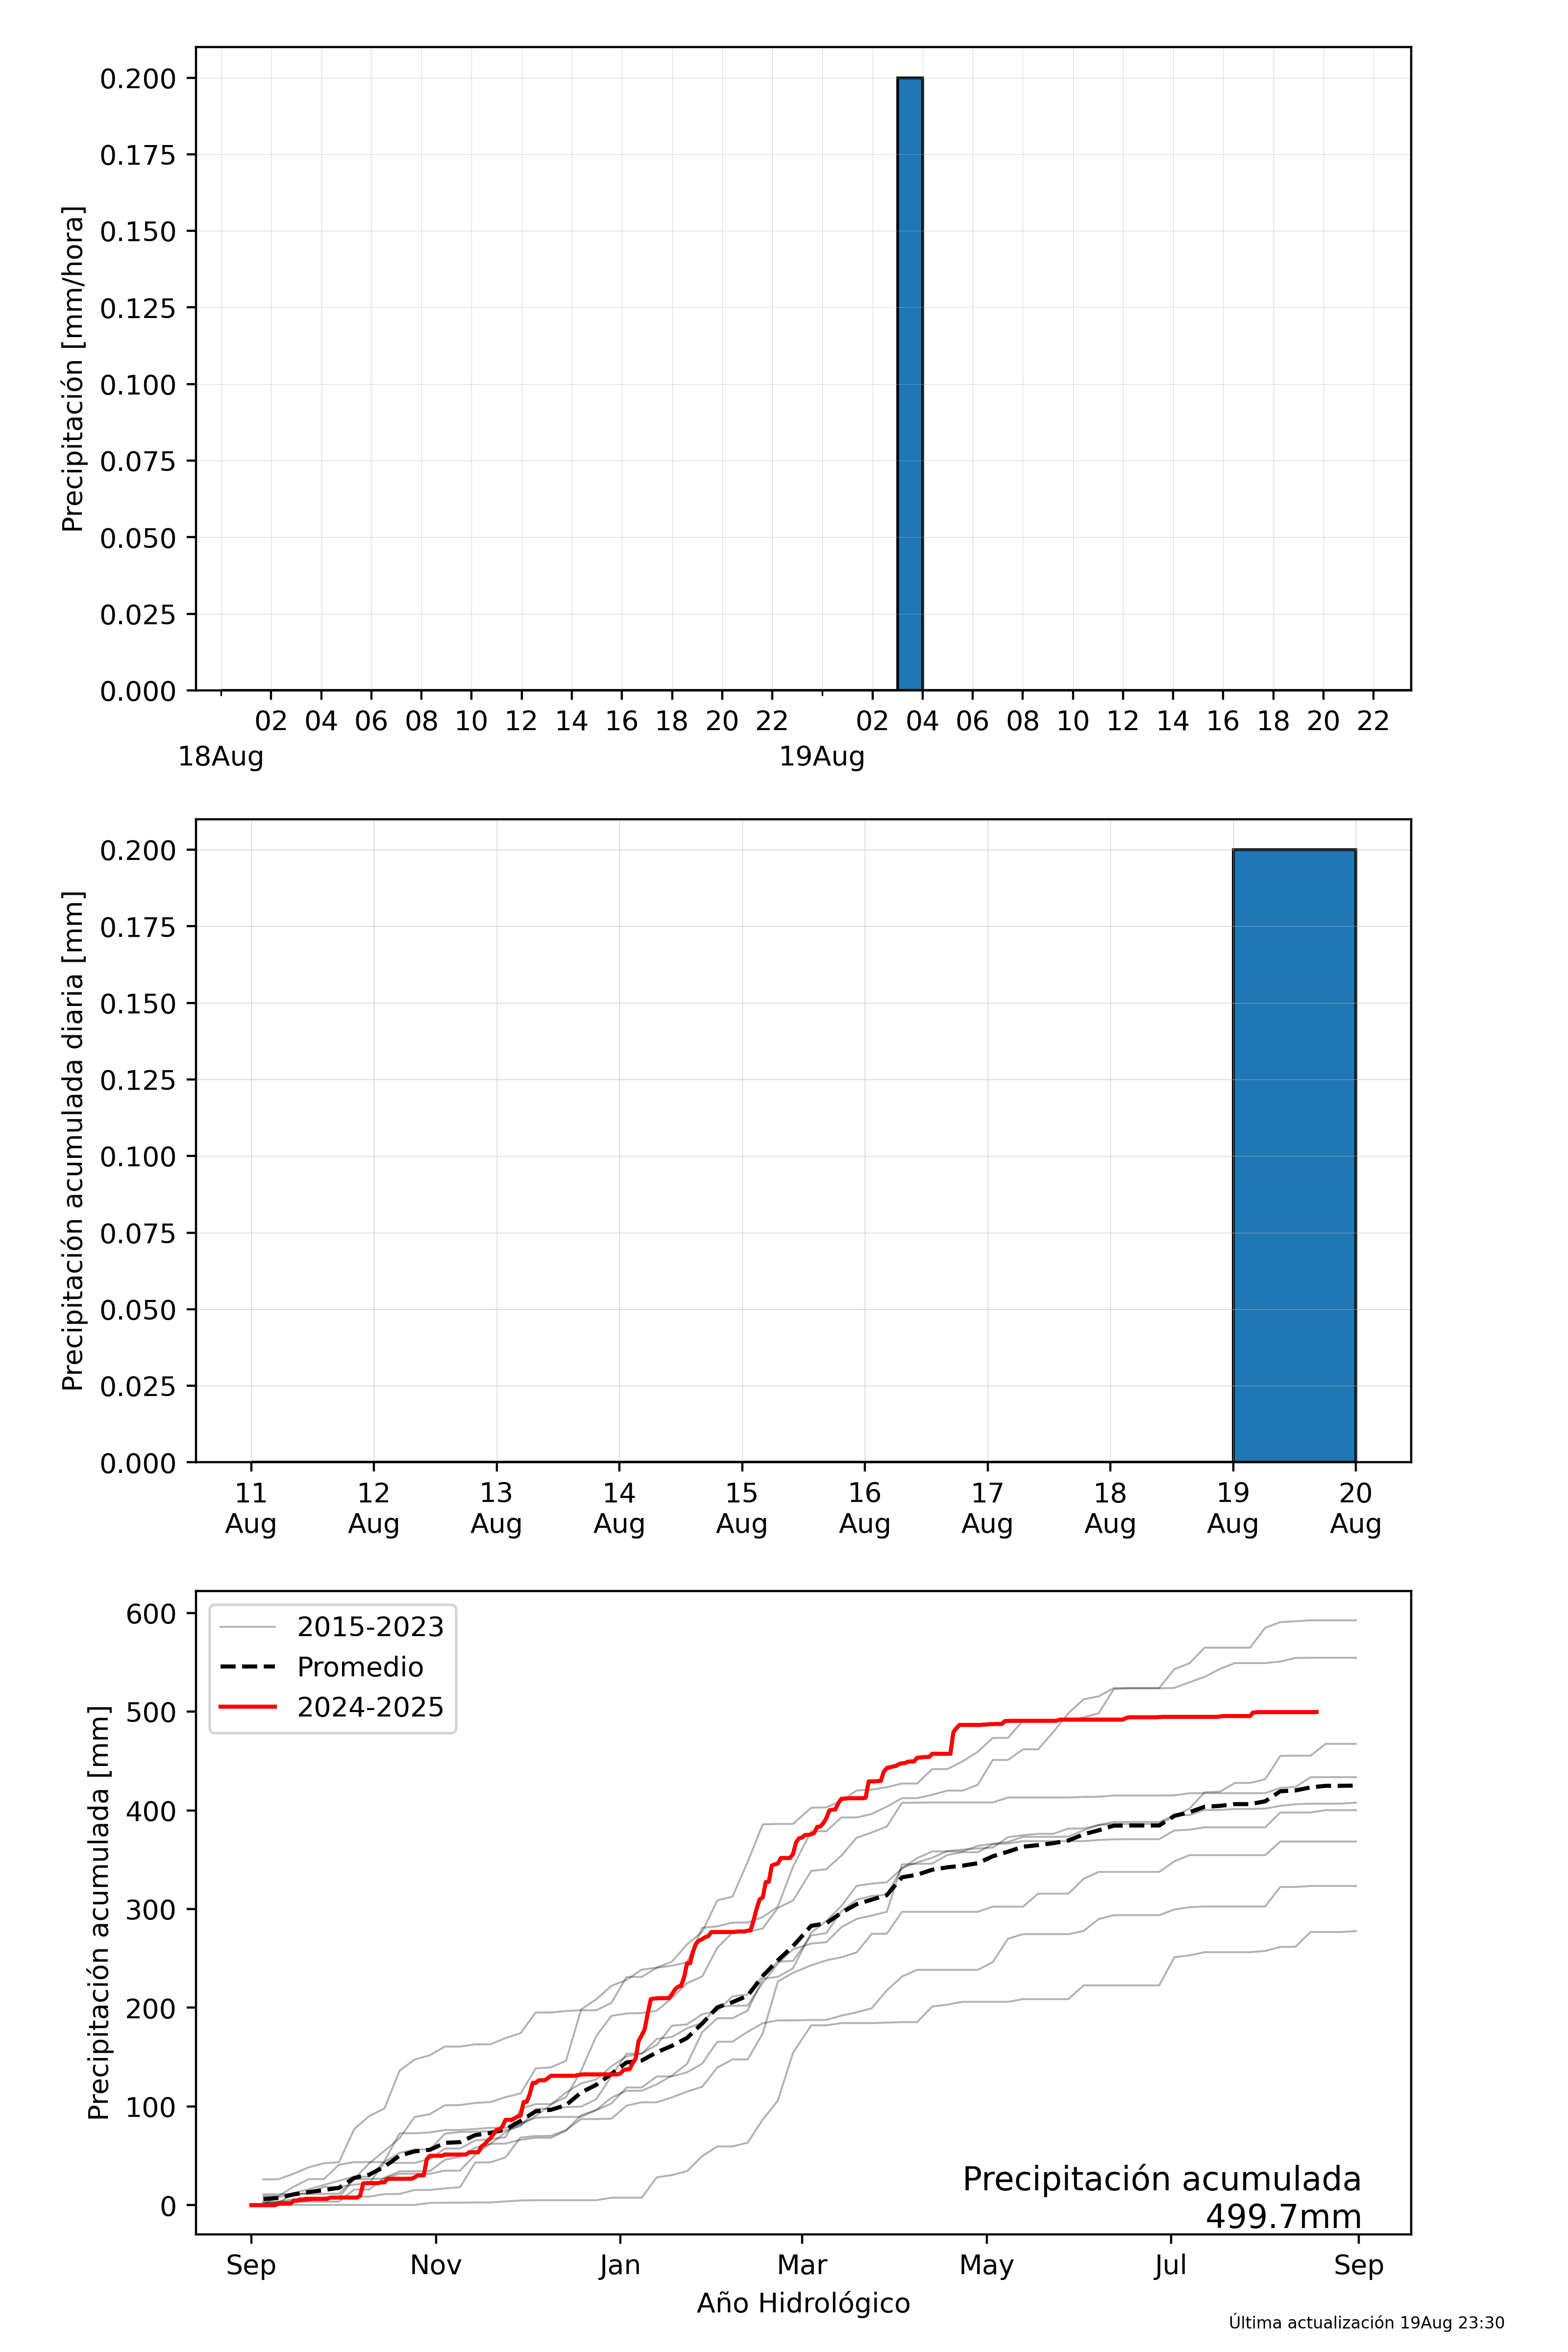 0.200
0.175
0.150
0.125
0.100
0.075
0.050
0.025
0.000
Precipitación [mm/hora]
02 04 06 08 10 12 14 16 18 20 22 02 04 06 08 10 12 14 16 18 20 22
18Aug 19Aug
0.200
0.175
0.150
0.125
0.100
0.075
0.050
0.025
0.000
Precipitación acumulada diaria [mm]
11 12 13 14 15 16 17 18 19 20
Aug Aug Aug Aug Aug Aug Aug Aug Aug Aug
600
500
400
300
200
100
0
Precipitación acumulada [mm]
2015-2023
Promedio
2024-2025
Precipitación acumulada
499.7mm
Sep Nov Jan Mar May Jul Sep
Año Hidrológico
Última actualización 19Aug 23:30